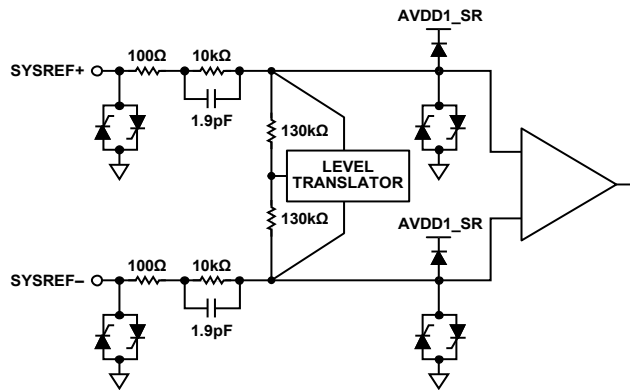 AVDD1_SR
100Ω
10kΩ
SYSREF+
1.9pF
130kΩ
LEVEL
TRANSLATOR
130kΩ
AVDD1_SR
100Ω
10kΩ
SYSREF–
1.9pF